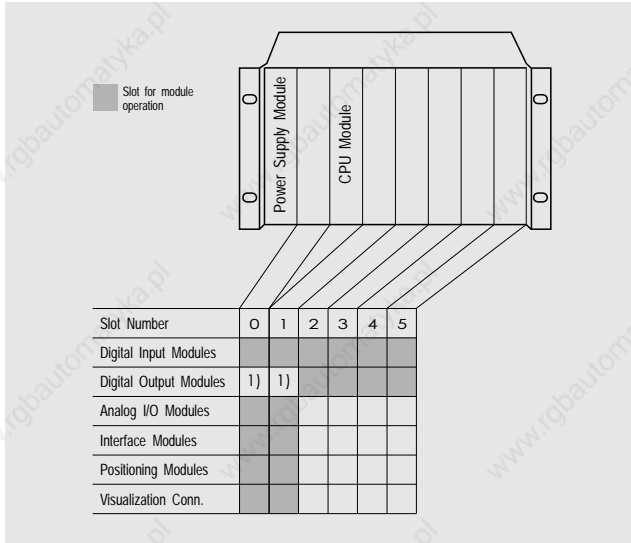 Slot for module
operation
Power Supply Module
CPU Module
Slot Number 0 1 2 3 4 5
Digital Input Modules
Digital Output Modules 1) 1)
Analog I/O Modules
Interface Modules
Positioning Modules
Visualization Conn.
www.rgbautomatyka.pl